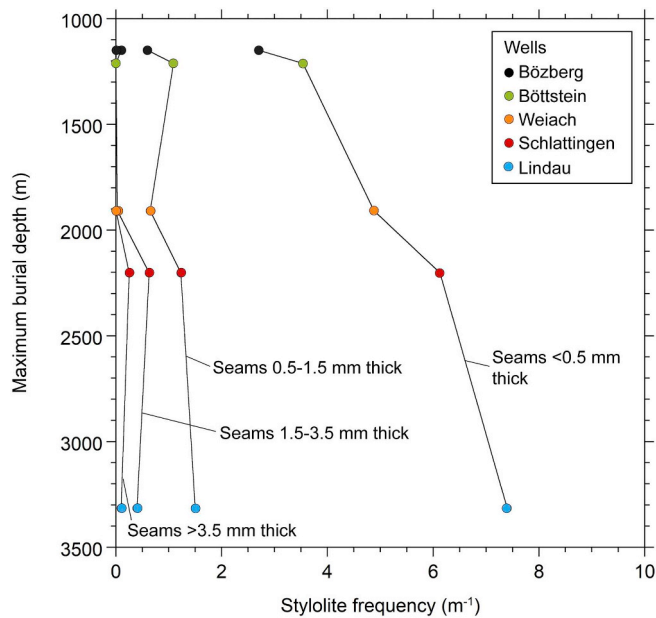 1000
1500
2000
2500
3000
3500
Maximum burial depth (m)
Wells
Bözberg
Böttstein
Weiach
Schlattingen
Lindau
Seams <0.5 mm
thick
Seams 0.5-1.5 mm thick
Seams 1.5-3.5 mm thick
Seams >3.5 mm thick
0 2 4 6 8 10
Stylolite frequency (m⁻¹)